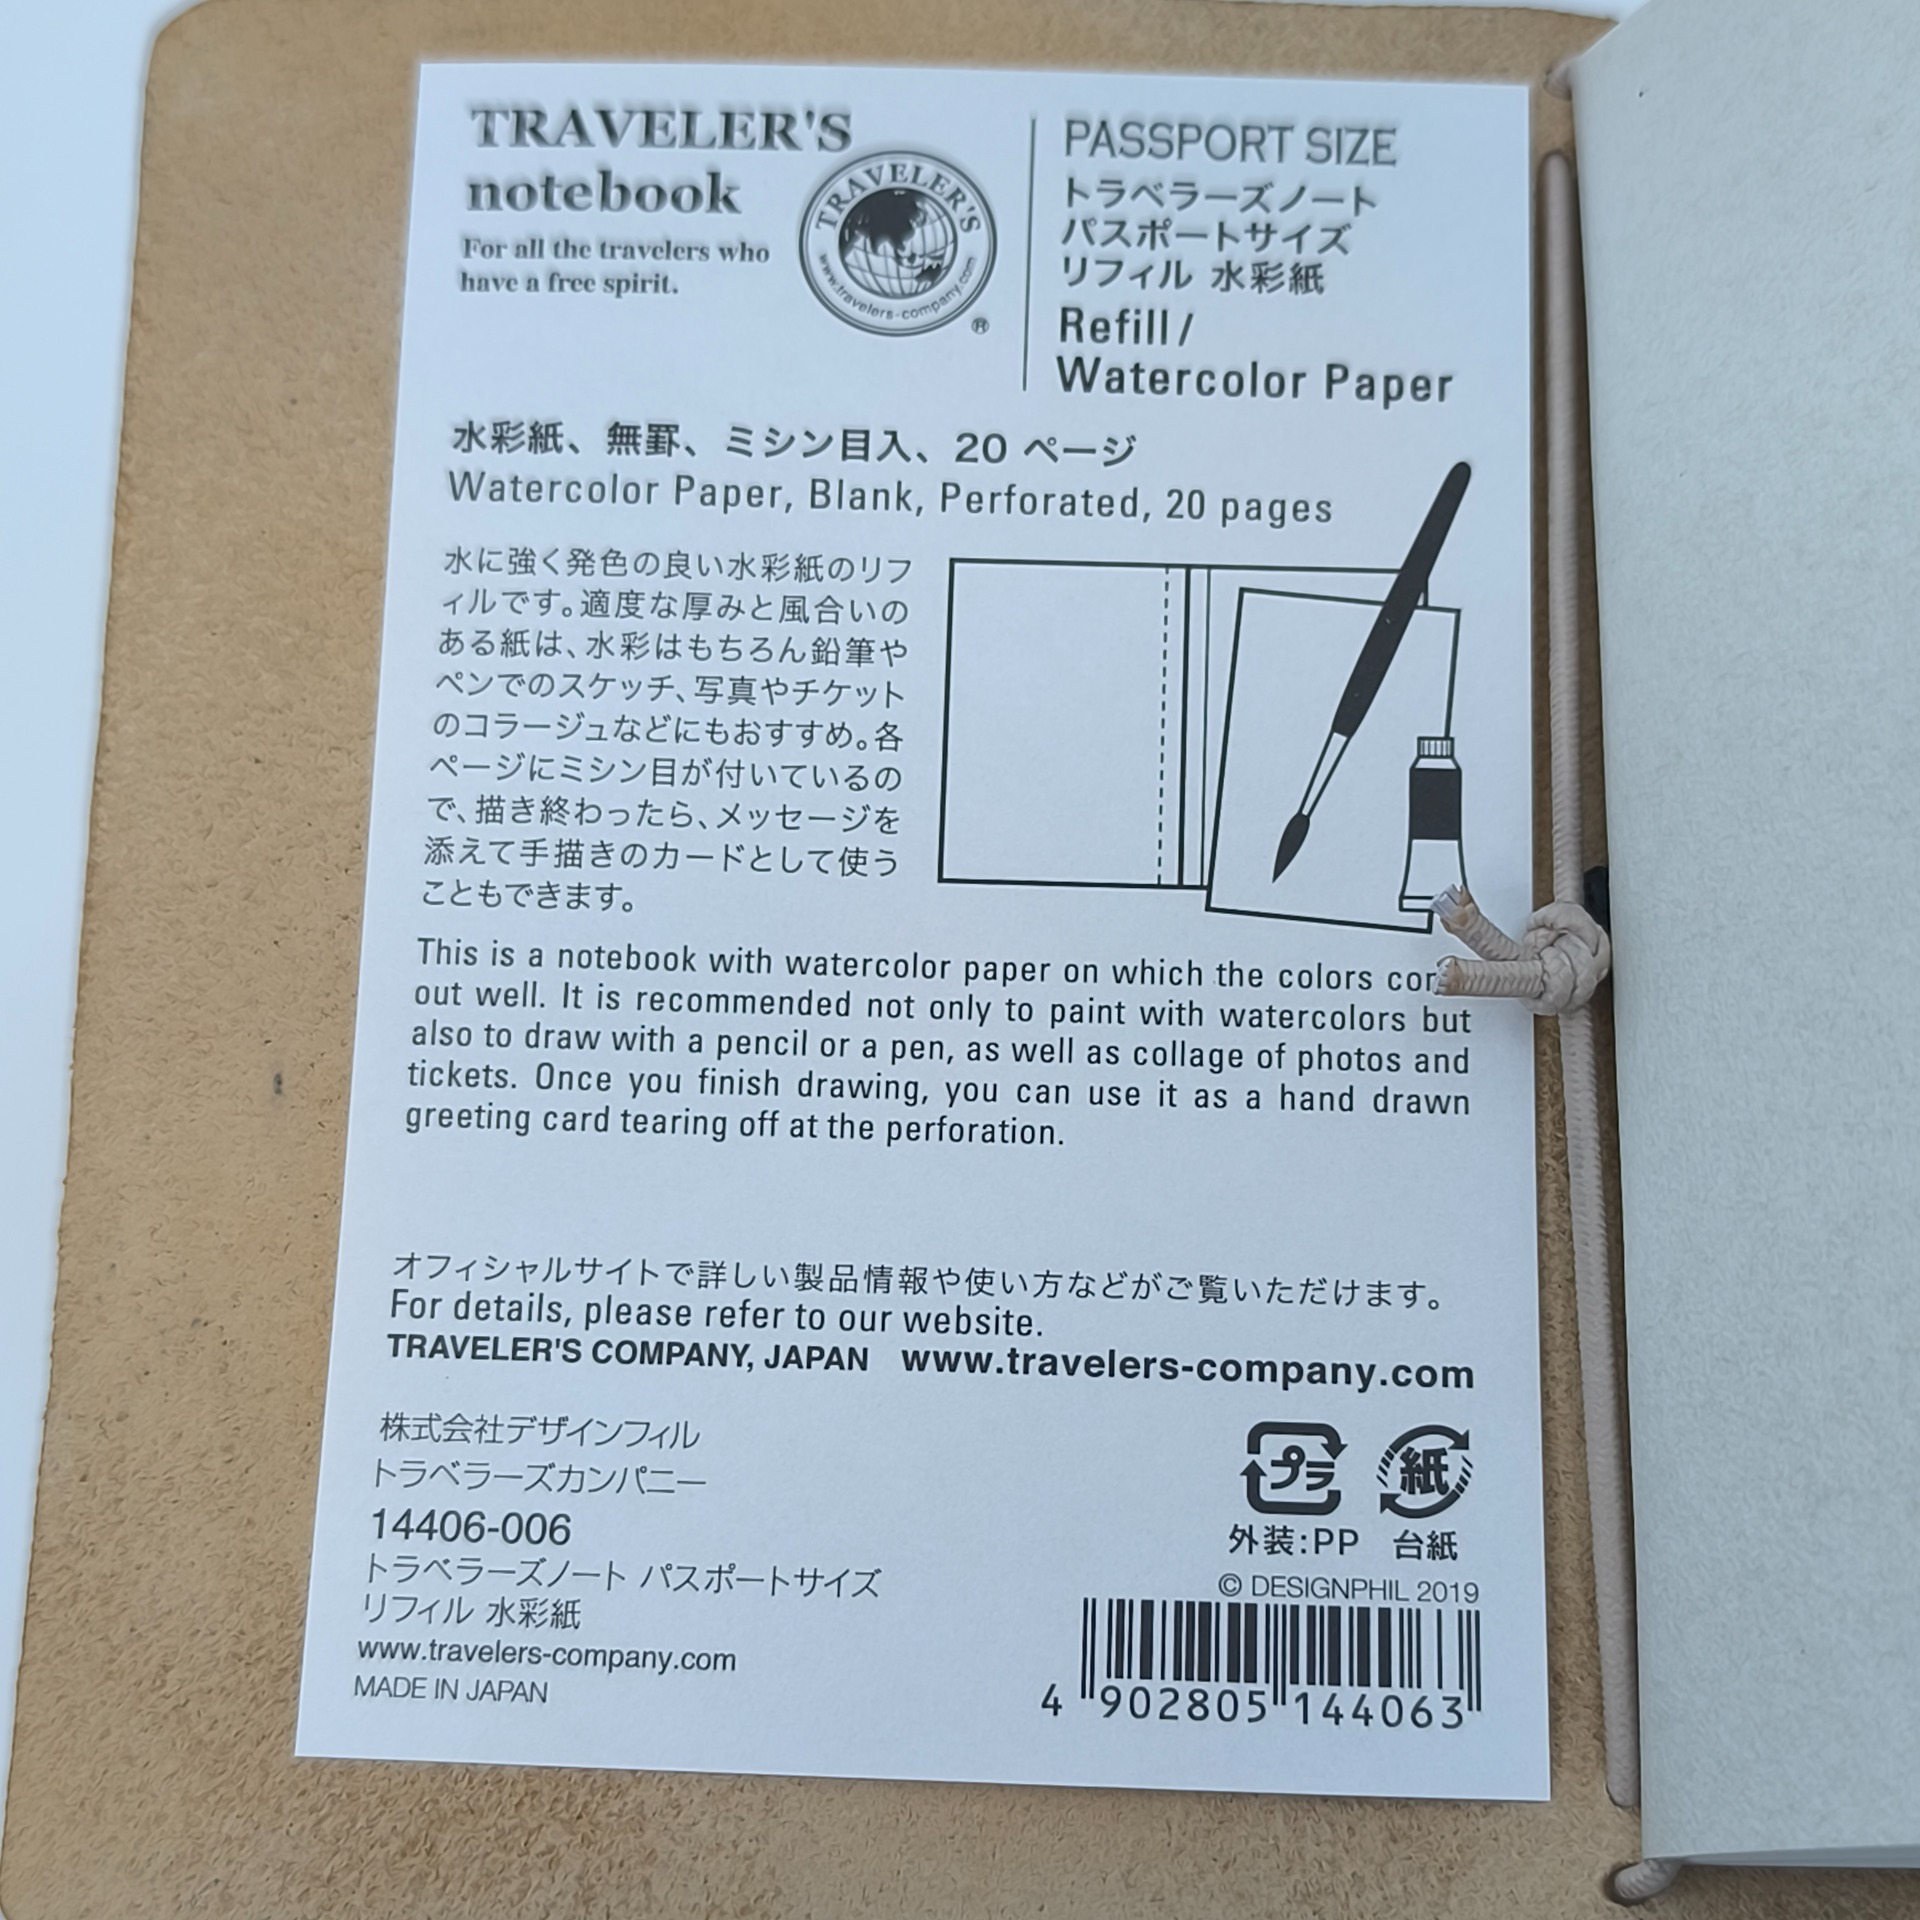 TRAVELER'S
notebook
For all the travelers who
have a free spirit.
TRAVELER'S
www.travelers-company.com
®
PASSPORT SIZE
トラベラーズノート
パスポートサイズ
リフィル 水彩紙
Refill /
Watercolor Paper
水彩紙、無罫、ミシン目入、20 ページ
Watercolor Paper, Blank, Perforated, 20 pages
水に強く発色の良い水彩紙のリフ
ィルです。適度な厚みと風合いの
ある紙は、水彩はもちろん鉛筆や
ペンでのスケッチ、写真やチケット
のコラージュなどにもおすすめ。各
ページにミシン目が付いているの
で、描き終わったら、メッセージを
添えて手描きのカードとして使う
こともできます。
This is a notebook with watercolor paper on which the colors
out well. It is recommended not only to paint with watercolors but
also to draw with a pencil or a pen, as well as collage of photos and
tickets. Once you finish drawing, you can use it as a hand drawn
greeting card tearing off at the perforation.
オフィシャルサイトで詳しい製品情報や使い方などがご覧いただけます。
For details, please refer to our website.
TRAVELER'S COMPANY, JAPAN www.travelers-company.com
株式会社デザインフィル
トラベラーズカンパニー
14406-006
トラベラーズノート パスポートサイズ
リフィル 水彩紙
www.travelers-company.com
MADE IN JAPAN
プラ 紙
外装:PP 台紙
© DESIGNPHIL 2019
4 902805 144063